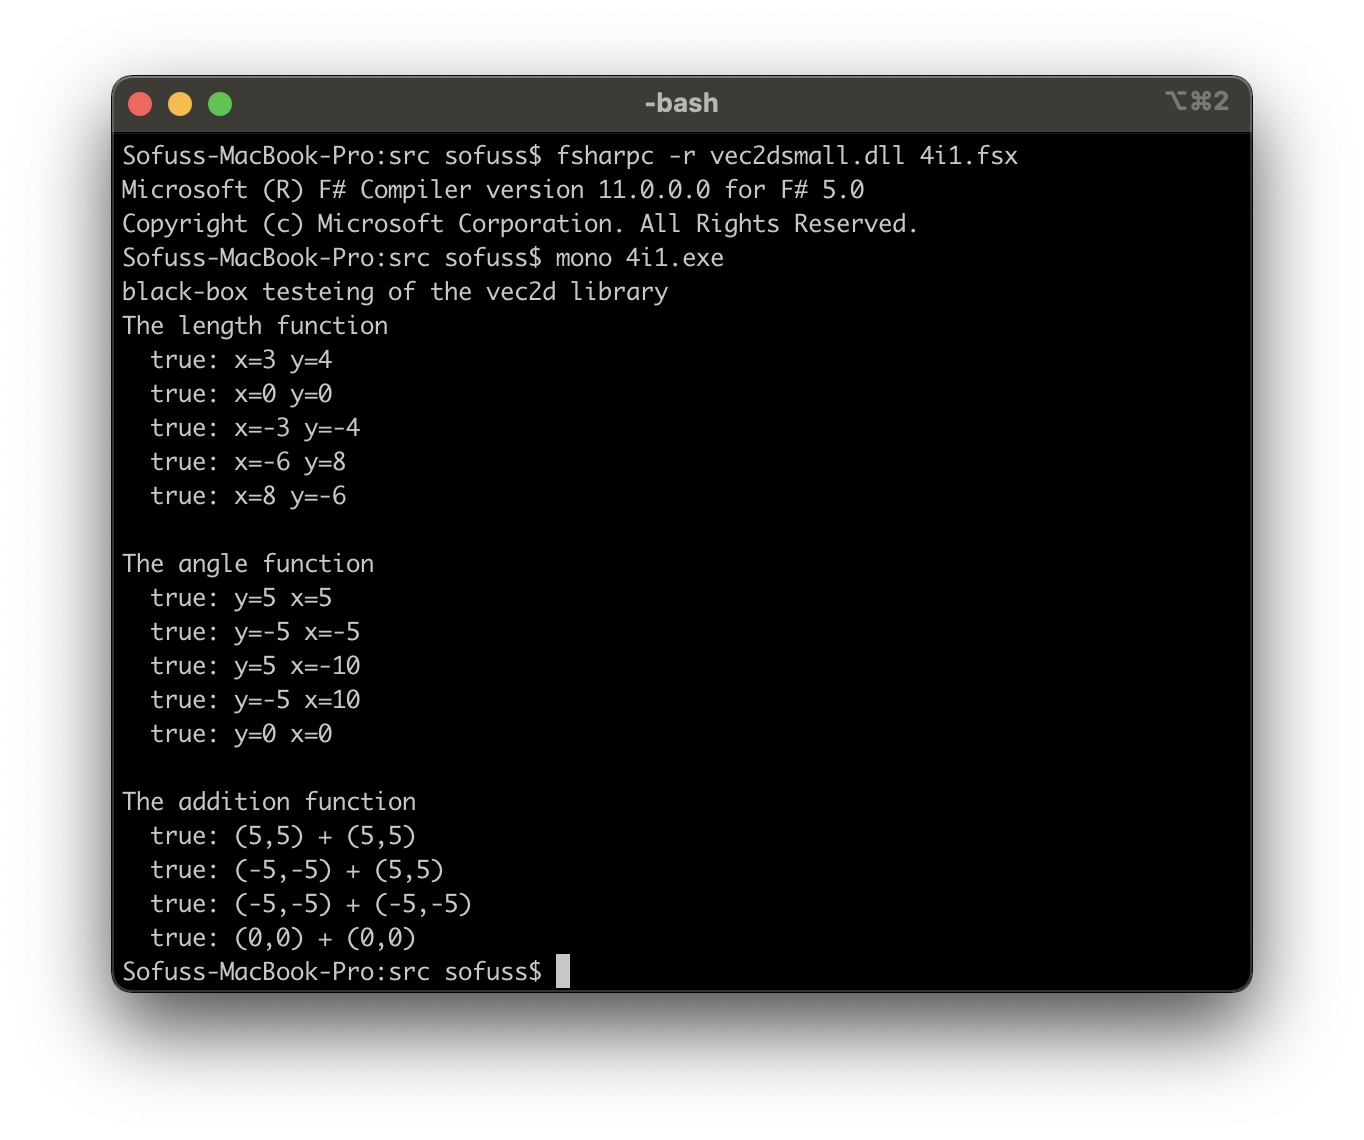 -bash
⌥⌘2
Sofuss-MacBook-Pro:src sofuss$ fsharpc -r vec2dsmall.dll 4i1.fsx
Microsoft (R) F# Compiler version 11.0.0.0 for F# 5.0
Copyright (c) Microsoft Corporation. All Rights Reserved.
Sofuss-MacBook-Pro:src sofuss$ mono 4i1.exe
black-box testeing of the vec2d library
The length function
  true: x=3 y=4
  true: x=0 y=0
  true: x=-3 y=-4
  true: x=-6 y=8
  true: x=8 y=-6

The angle function
  true: y=5 x=5
  true: y=-5 x=-5
  true: y=5 x=-10
  true: y=-5 x=10
  true: y=0 x=0

The addition function
  true: (5,5) + (5,5)
  true: (-5,-5) + (5,5)
  true: (-5,-5) + (-5,-5)
  true: (0,0) + (0,0)
Sofuss-MacBook-Pro:src sofuss$